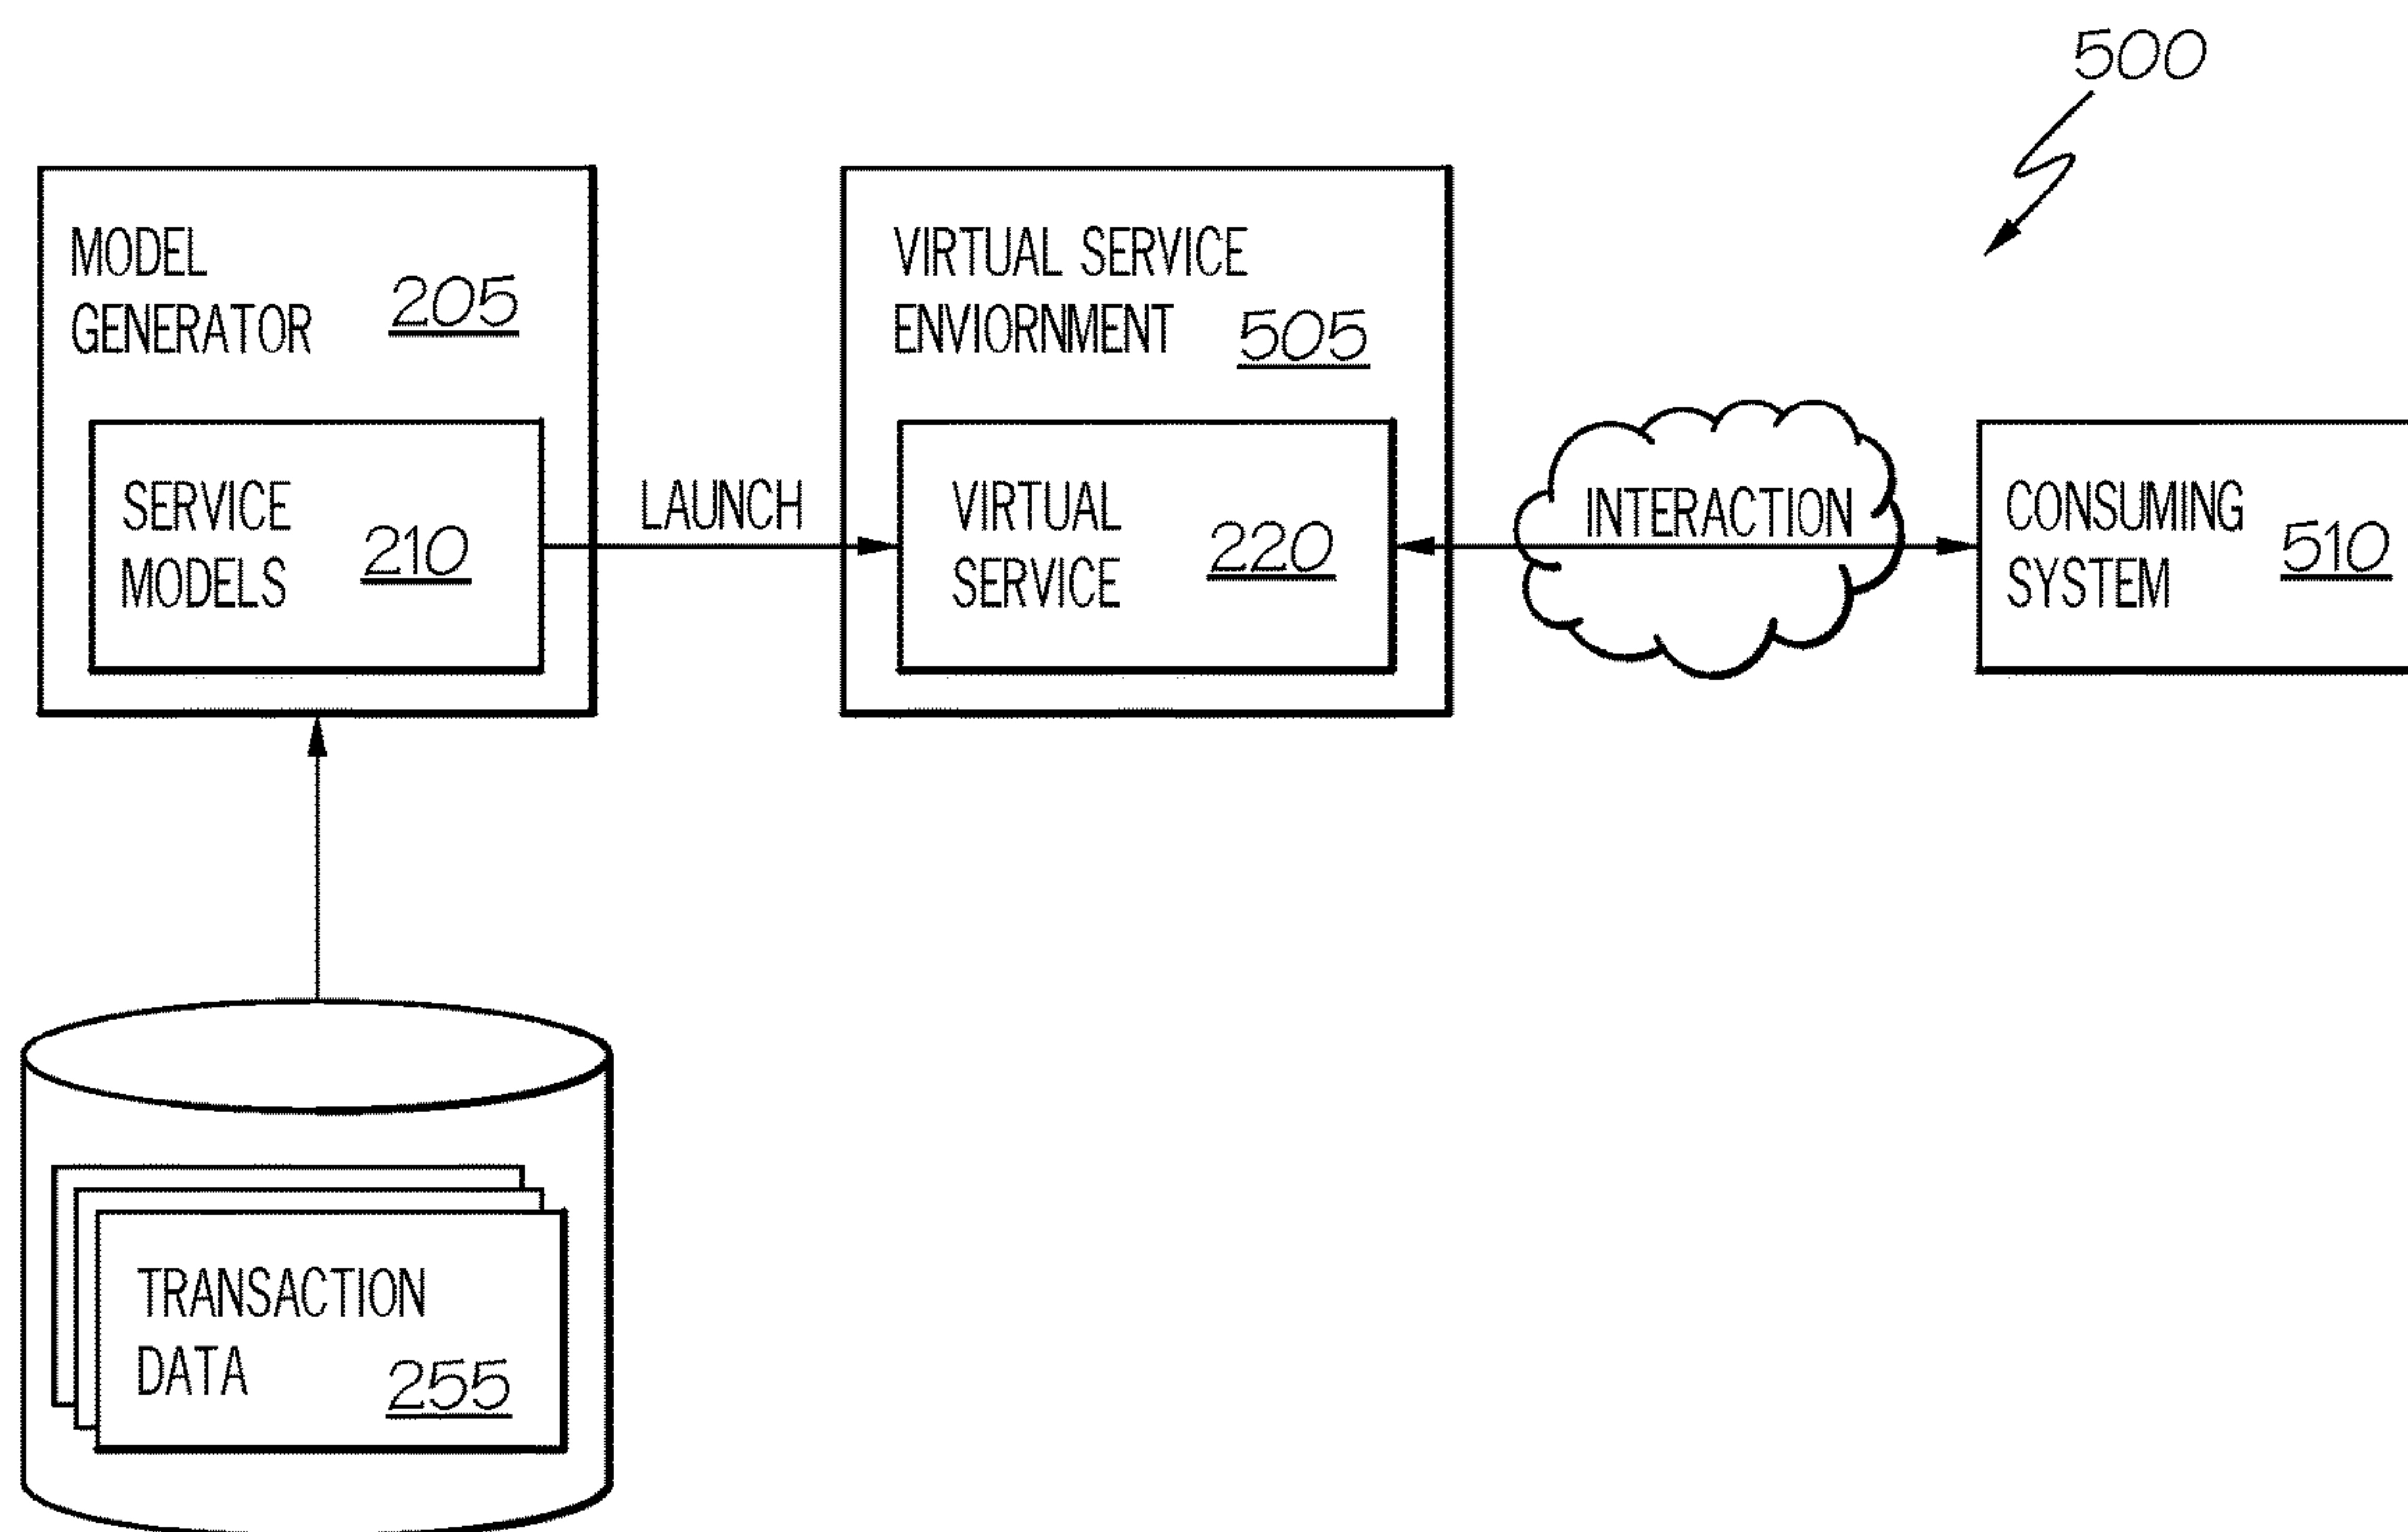 500
MODEL
GENERATOR 205
SERVICE
MODELS 210
LAUNCH
VIRTUAL SERVICE
ENVIORNMENT 505
VIRTUAL
SERVICE 220
INTERACTION
CONSUMING
SYSTEM 510
TRANSACTION
DATA 255